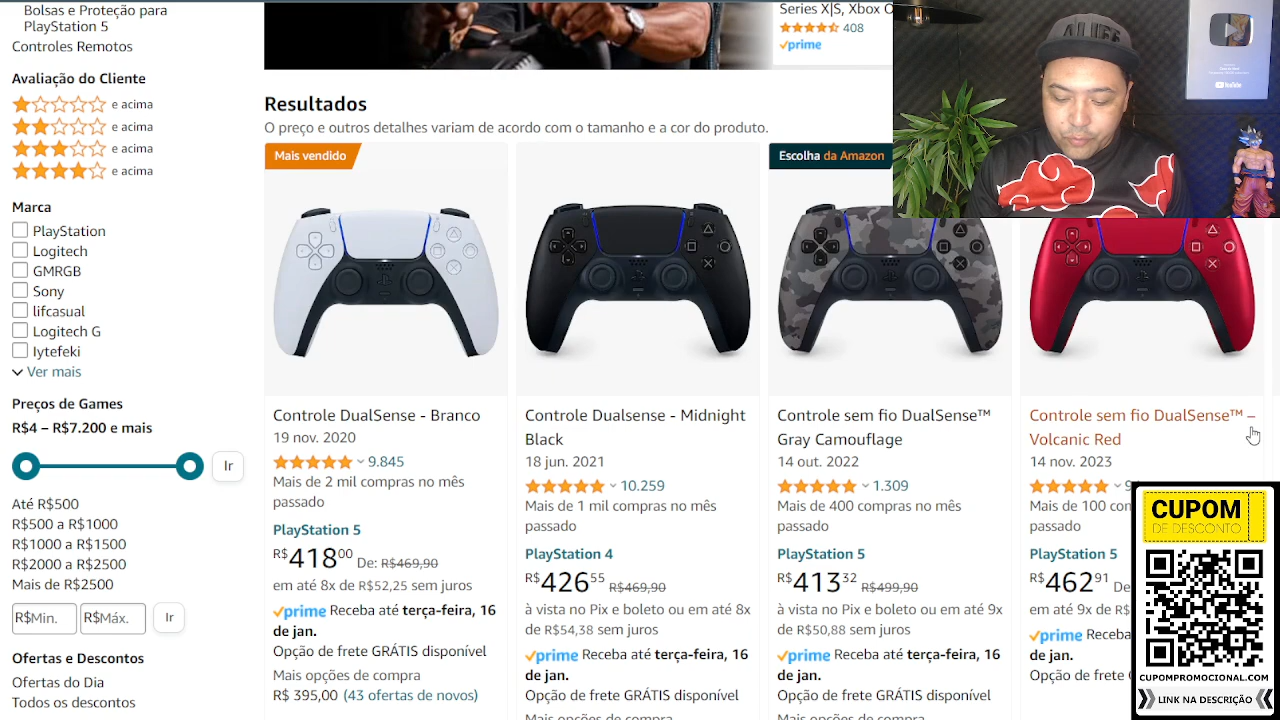 Bolsas e Proteção para
PlayStation 5
Controles Remotos
Avaliação do Cliente
e acima
e acima
e acima
e acima
Marca
PlayStation
Logitech
GMRGB
Sony
lifcasual
Logitech G
Iytefeki
Ver mais
Preços de Games
R$4 – R$7.200 e mais
Ir
Até R$500
R$500 a R$1000
R$1000 a R$1500
R$2000 a R$2500
Mais de R$2500
R$Min.
R$Máx.
Ir
Ofertas e Descontos
Ofertas do Dia
Todos os descontos
Series X|S, Xbox O
408
prime
Resultados
O preço e outros detalhes variam de acordo com o tamanho e a cor do produto.
Mais vendido
Controle DualSense - Branco
19 nov. 2020
9.845
Mais de 2 mil compras no mês
passado
PlayStation 5
R$418,00 De: R$469,90
em até 8x de R$52,25 sem juros
prime Receba até terça-feira, 16
de jan.
Opção de frete GRÁTIS disponível
Mais opções de compra
R$ 395,00 (43 ofertas de novos)
Controle Dualsense - Midnight
Black
18 jun. 2021
10.259
Mais de 1 mil compras no mês
passado
PlayStation 4
R$426,55 R$469,90
à vista no Pix e boleto ou em até 8x
de R$54,38 sem juros
prime Receba até terça-feira, 16
de jan.
Opção de frete GRÁTIS disponível
Mais opções de compra
Escolha da Amazon
Controle sem fio DualSense™
Gray Camouflage
14 out. 2022
1.309
Mais de 400 compras no mês
passado
PlayStation 5
R$413,32 R$499,90
à vista no Pix e boleto ou em até 9x
de R$50,88 sem juros
prime Receba até terça-feira, 16
de jan.
Opção de frete GRÁTIS disponível
Mais opções de compra
Controle sem fio DualSense™ –
Volcanic Red
14 nov. 2023
Mais de 100 com
passado
PlayStation 5
R$462,91 De
em até 9x de R$
prime Receba
de jan.
Opção de fre
YouTube
CUPOM
DE DESCONTO
CUPOMPROMOCIONAL.COM
LINK NA DESCRIÇÃO